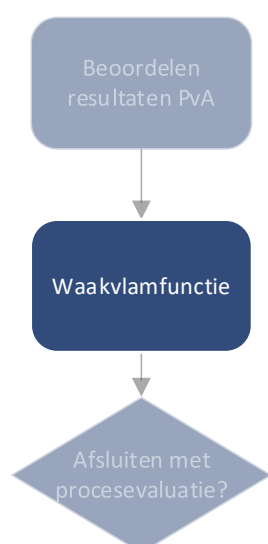 Beoordelen
resultaten PvA
Waakvlamfunctie
Afsluiten met
procesevaluatie?